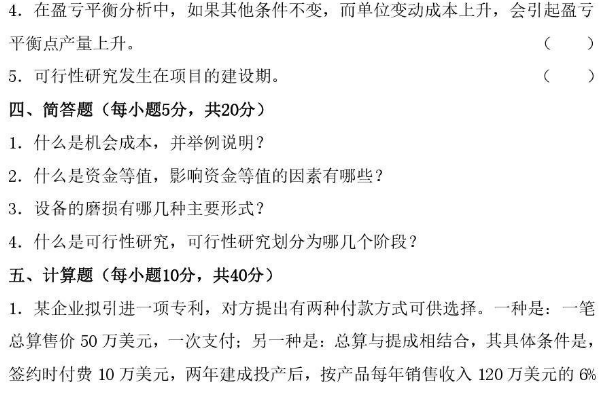 4．在盈亏平衡分析中，如果其他条件不变，而单位变动成本上升，会引起盈亏
平衡点产量上升。（　　）
5．可行性研究发生在项目的建设期。（　　）
四、简答题（每小题5分，共20分）
1．什么是机会成本，并举例说明？
2．什么是资金等值，影响资金等值的因素有哪些？
3．设备的磨损有哪几种主要形式？
4．什么是可行性研究，可行性研究划分为哪几个阶段？
五、计算题（每小题10分，共40分）
1．某企业拟引进一项专利，对方提出有两种付款方式可供选择。一种是：一笔
总算售价 50 万美元，一次支付；另一种是：总算与提成相结合，其具体条件是，
签约时付费 10 万美元，两年建成投产后，按产品每年销售收入 120 万美元的 6%